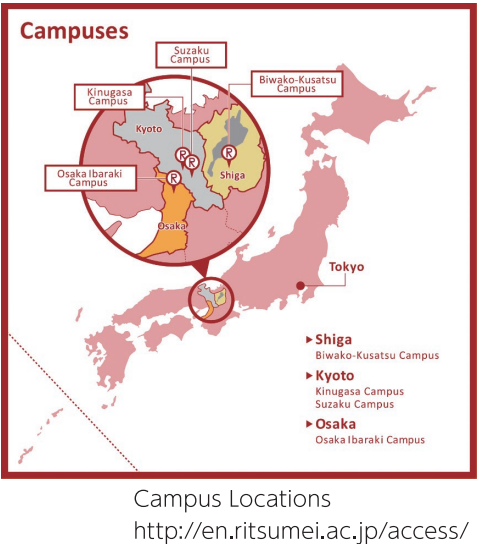 Campuses
Suzaku
Campus
Biwako-Kusatsu
Campus
Kinugasa
Campus
Kyoto
R
R
R
R
Osaka Ibaraki
Campus
Shiga
Osaka
Tokyo
▶ Shiga
Biwako-Kusatsu Campus
▶ Kyoto
Kinugasa Campus
Suzaku Campus
▶ Osaka
Osaka Ibaraki Campus
Campus Locations
http://en.ritsumei.ac.jp/access/